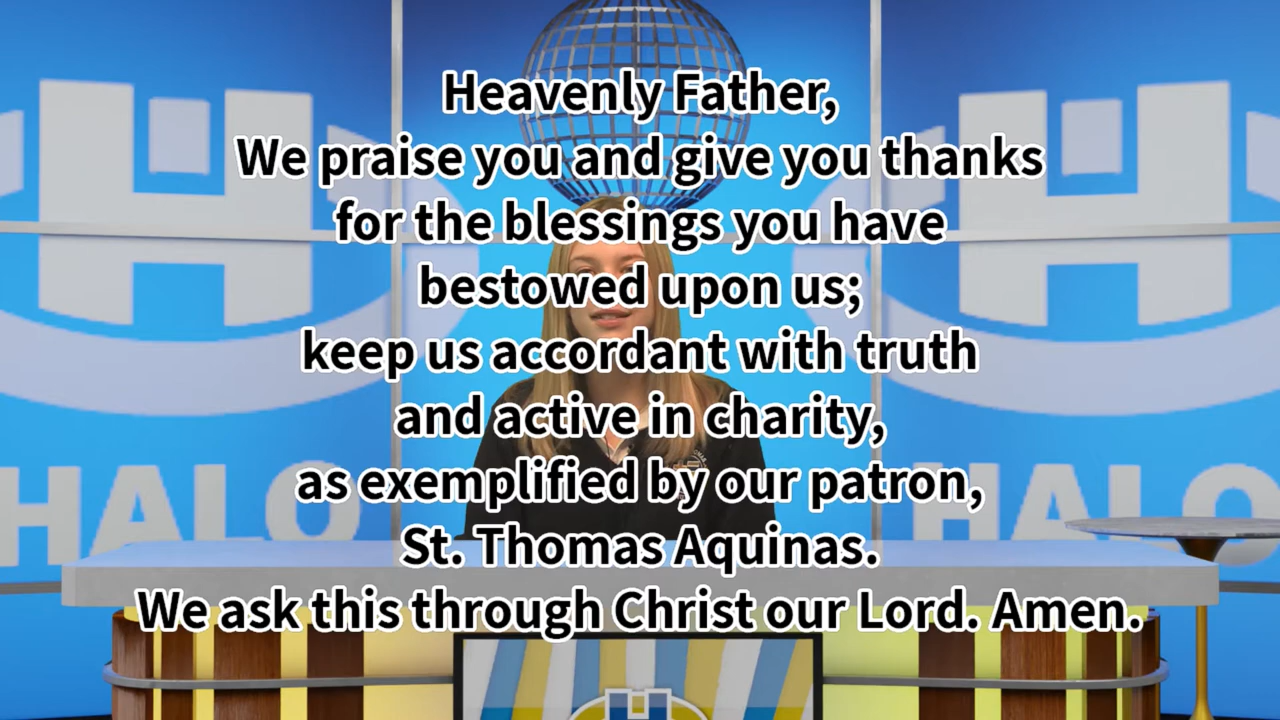 Heavenly Father,
We praise you and give you thanks
for the blessings you have
bestowed upon us;
keep us accordant with truth
and active in charity,
as exemplified by our patron,
St. Thomas Aquinas.
We ask this through Christ our Lord. Amen.
HALO
HALO